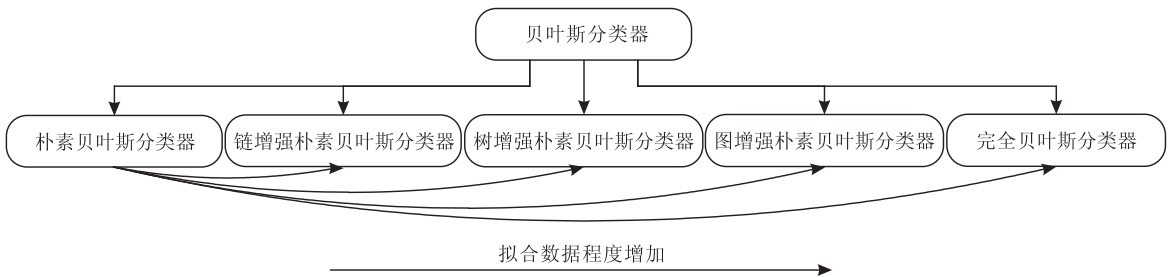 贝叶斯分类器
朴素贝叶斯分类器
链增强朴素贝叶斯分类器
树增强朴素贝叶斯分类器
图增强朴素贝叶斯分类器
完全贝叶斯分类器
拟合数据程度增加